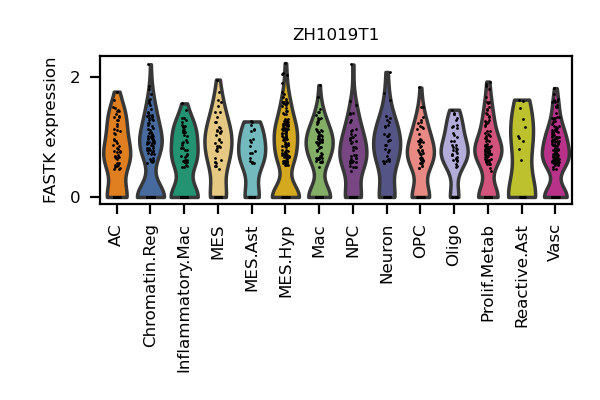 ZH1019T1
FASTK expression
2
0
AC
Chromatin.Reg
Inflammatory.Mac
MES
MES.Ast
MES.Hyp
Mac
NPC
Neuron
OPC
Oligo
Prolif.Metab
Reactive.Ast
Vasc